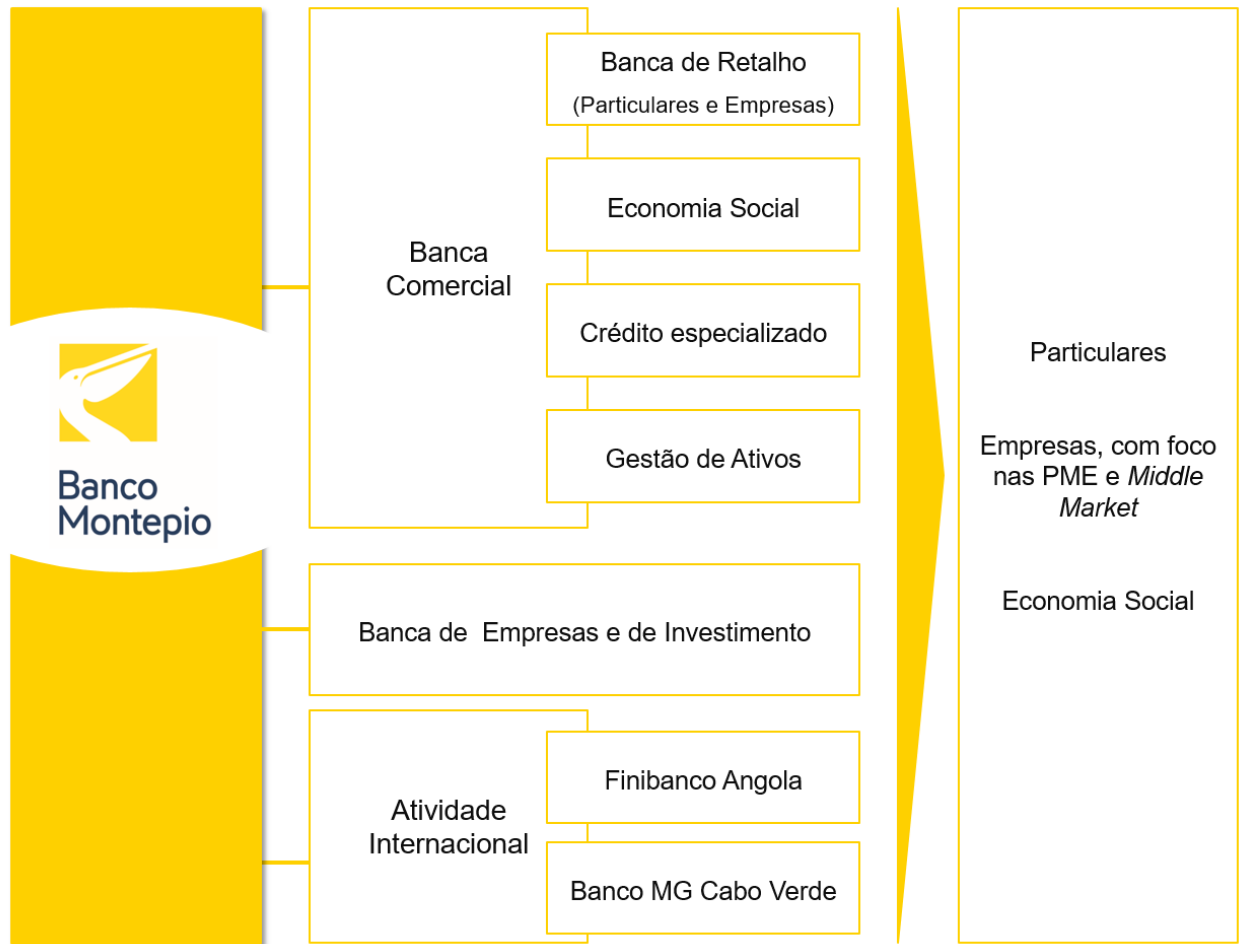 Banco
Montepio
Banca
Comercial
Banca de Retalho
(Particulares e Empresas)
Economia Social
Crédito especializado
Gestão de Ativos
Banca de  Empresas e de Investimento
Atividade
Internacional
Finibanco Angola
Banco MG Cabo Verde
Particulares
Empresas, com foco
nas PME e Middle
Market
Economia Social